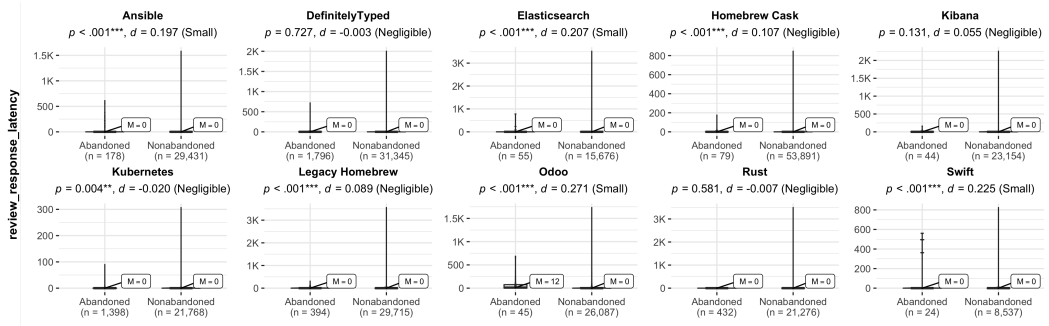 review_response_latency
Ansible
p < .001***, d = 0.197 (Small)
1.5K
1K
500
0
M = 0
M = 0
Abandoned
(n = 178)
Nonabandoned
(n = 29,431)
DefinitelyTyped
p = 0.727, d = -0.003 (Negligible)
2K
1.5K
1K
500
0
M = 0
M = 0
Abandoned
(n = 1,796)
Nonabandoned
(n = 31,345)
Elasticsearch
p < .001***, d = 0.207 (Small)
3K
2K
1K
0
M = 0
M = 0
Abandoned
(n = 55)
Nonabandoned
(n = 15,676)
Homebrew Cask
p < .001***, d = 0.107 (Negligible)
800
600
400
200
0
M = 0
M = 0
Abandoned
(n = 79)
Nonabandoned
(n = 53,891)
Kibana
p = 0.131, d = 0.055 (Negligible)
2K
1.5K
1K
500
0
M = 0
M = 0
Abandoned
(n = 44)
Nonabandoned
(n = 23,154)
Kubernetes
p = 0.004**, d = -0.020 (Negligible)
300
200
100
0
M = 0
M = 0
Abandoned
(n = 1,398)
Nonabandoned
(n = 21,768)
Legacy Homebrew
p < .001***, d = 0.089 (Negligible)
3K
2K
1K
0
M = 0
M = 0
Abandoned
(n = 394)
Nonabandoned
(n = 29,715)
Odoo
p < .001***, d = 0.271 (Small)
1.5K
1K
500
0
M = 12
M = 0
Abandoned
(n = 45)
Nonabandoned
(n = 26,087)
Rust
p = 0.581, d = -0.007 (Negligible)
3K
2K
1K
0
M = 0
M = 0
Abandoned
(n = 432)
Nonabandoned
(n = 21,276)
Swift
p < .001***, d = 0.225 (Small)
800
600
400
200
0
M = 0
M = 0
Abandoned
(n = 24)
Nonabandoned
(n = 8,537)